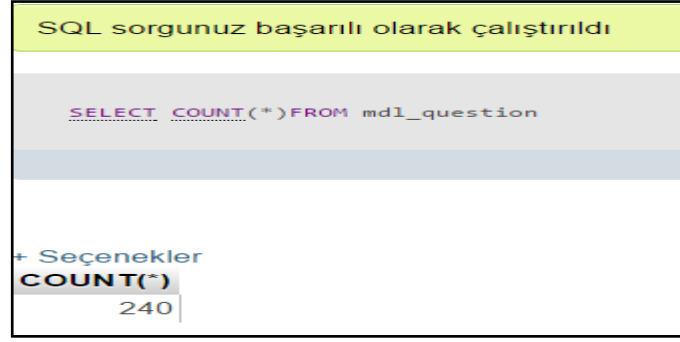 SQL sorgunuz başarılı olarak çalıştırıldı
SELECT COUNT(*)FROM mdl_question
+ Seçenekler
COUNT(*)
240